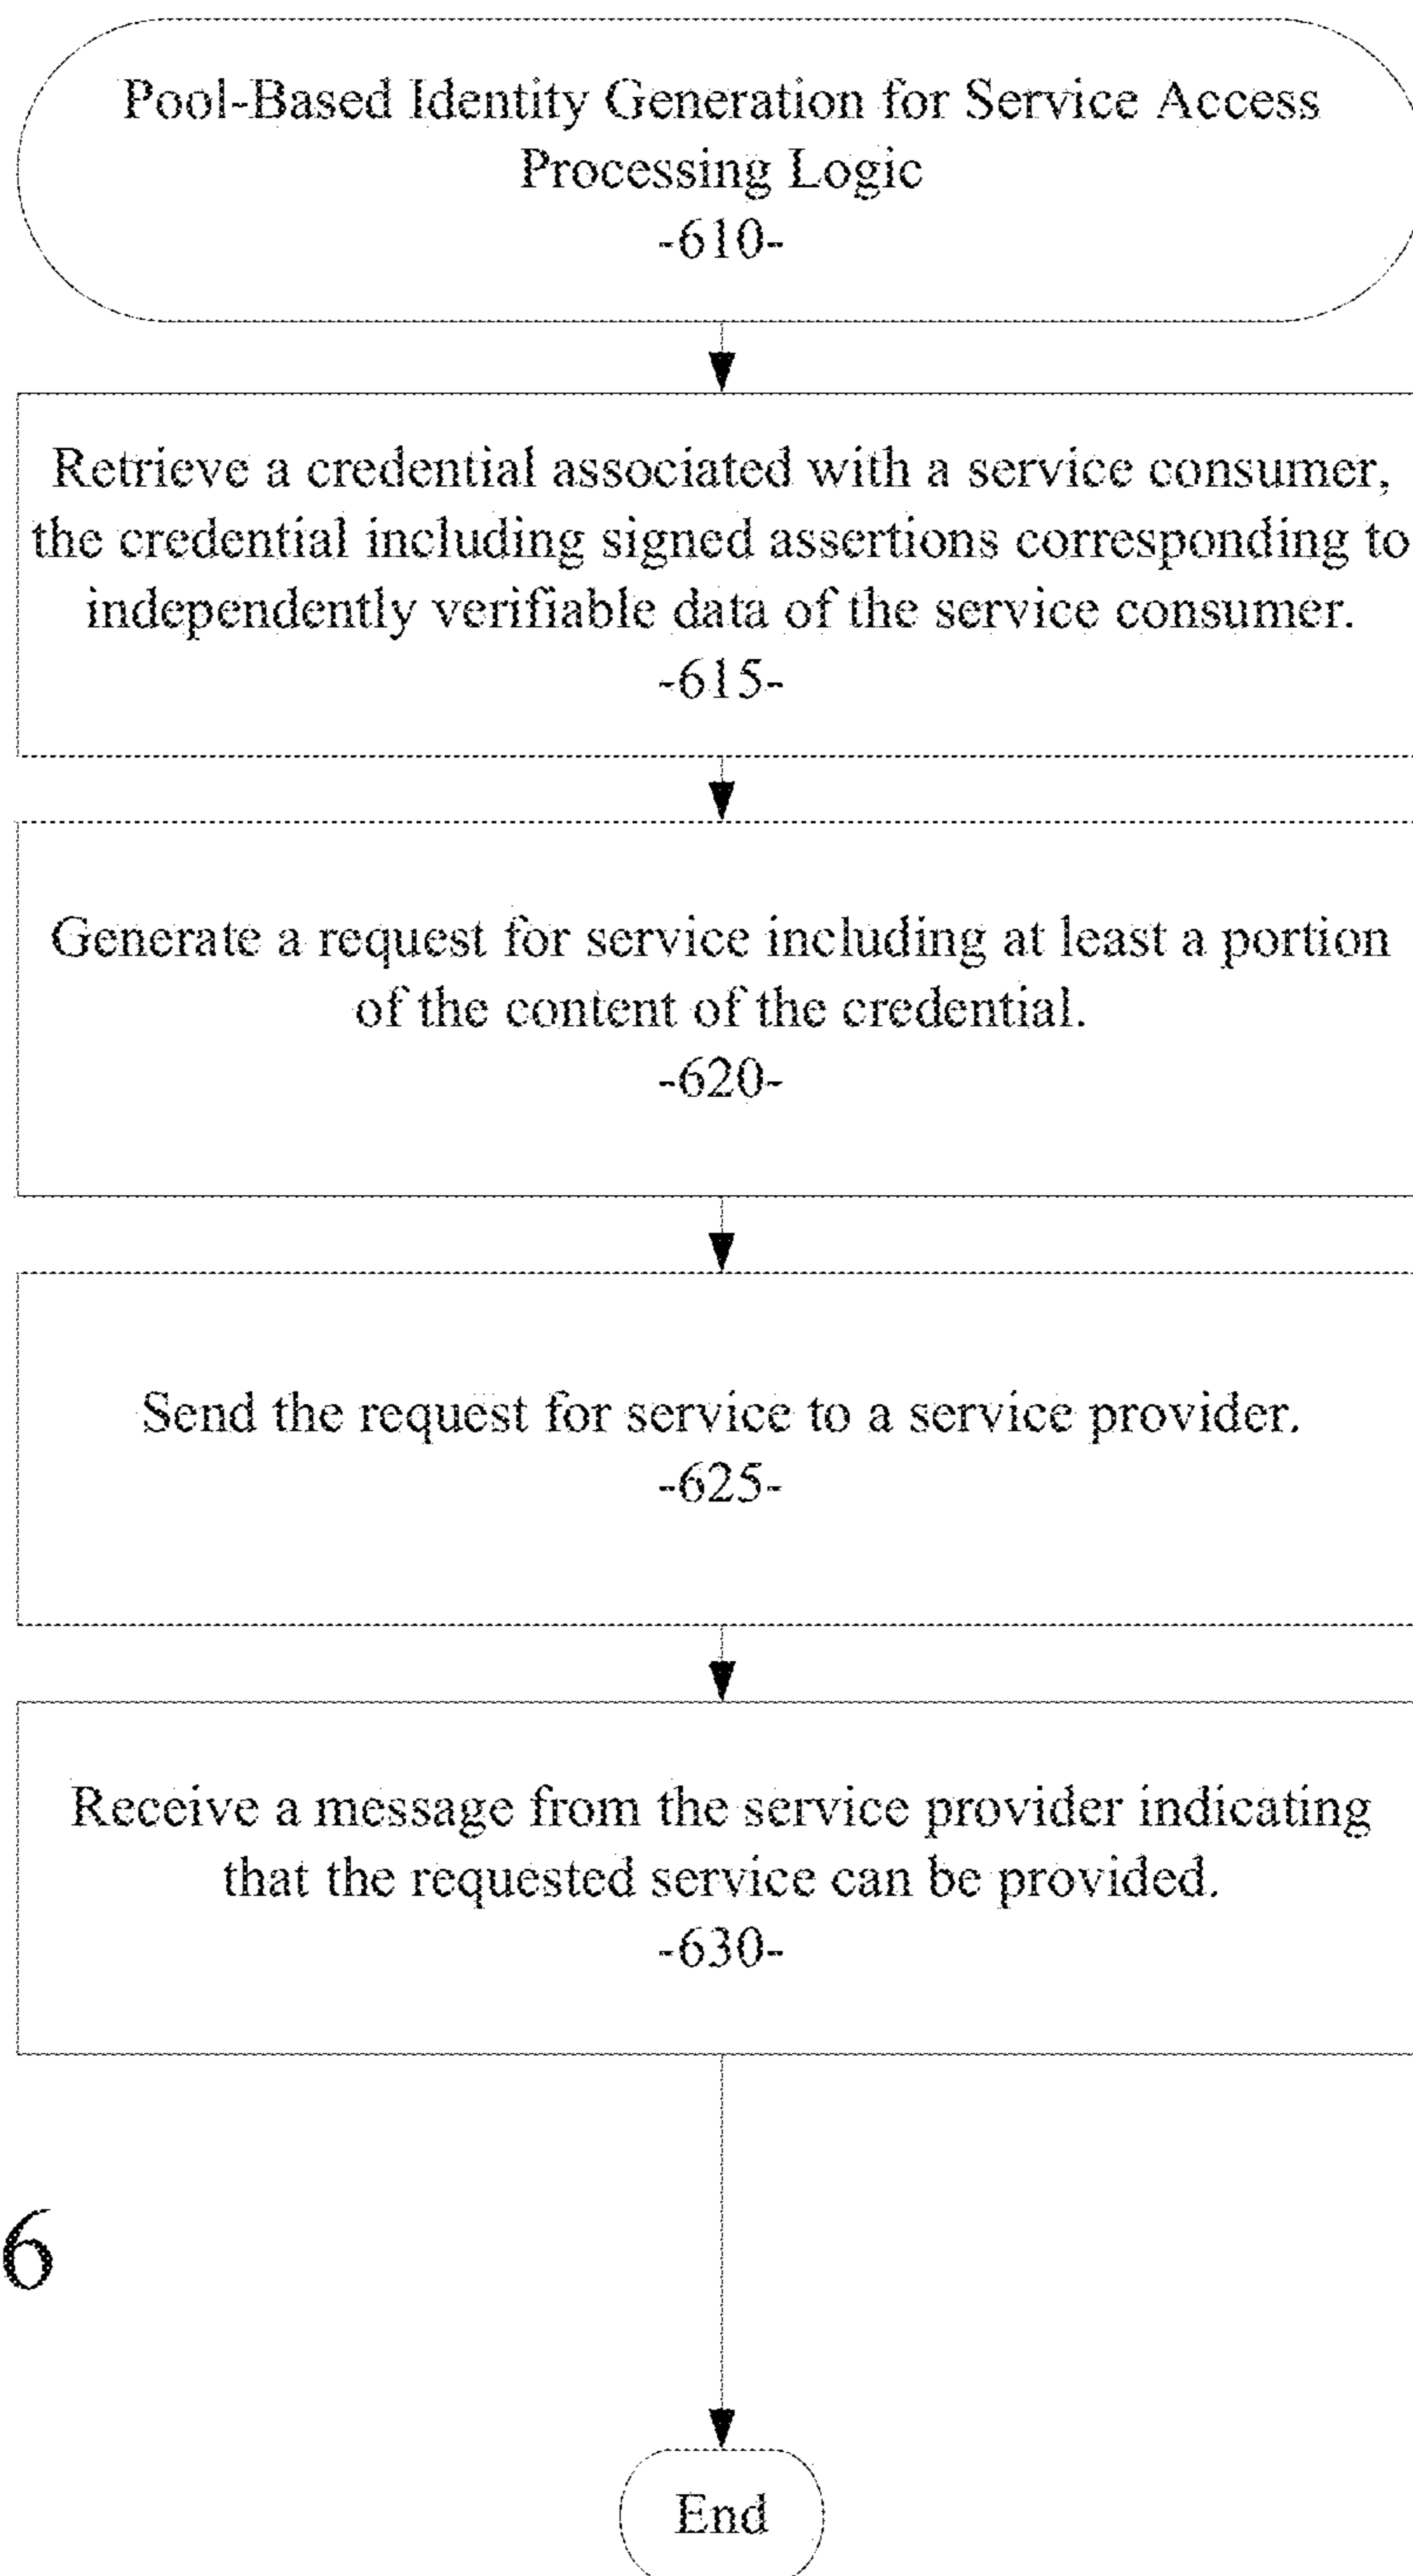 Pool-Based Identity Generation for Service Access
Processing Logic
-610-
Retrieve a credential associated with a service consumer,
the credential including signed assertions corresponding to
independently verifiable data of the service consumer.
-615-
Generate a request for service including at least a portion
of the content of the credential.
-620-
Send the request for service to a service provider.
-625-
Receive a message from the service provider indicating
that the requested service can be provided.
-630-
6
End